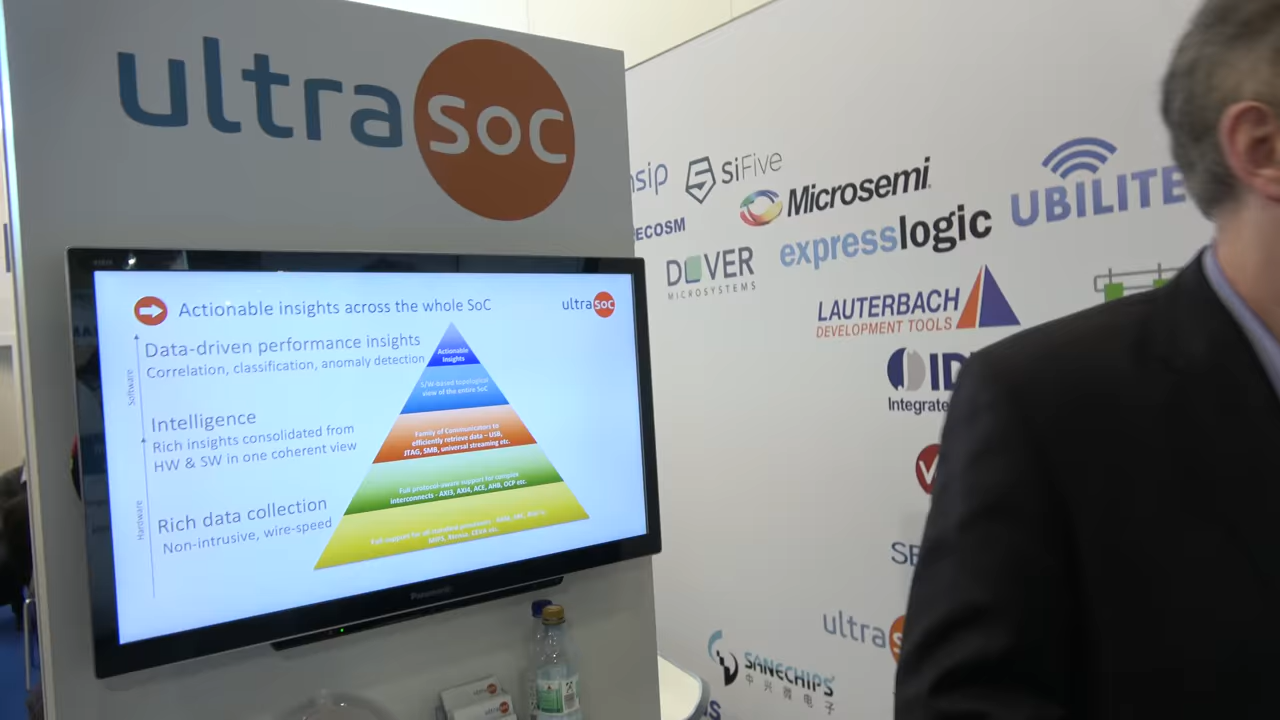 ultra soc
Actionable insights across the whole SoC
ultra soc
Data-driven performance insights
Correlation, classification, anomaly detection
Intelligence
Rich insights consolidated from
HW & SW in one coherent view
Rich data collection
Non-intrusive, wire-speed
Software
Hardware
Actionable
Insights
S/W-based topological
view of the entire SoC
Family of Communicators to
efficiently retrieve data – USB,
JTAG, SMB, universal streaming etc.
Full protocol-aware support for complex
interconnects - AXI3, AXI4, ACE, AHB, OCP etc.
Panasonic
SiFive
Microsemi
ECOSM
expresslogic
UBILITE
DOVER
MICROSYSTEMS
LAUTERBACH
DEVELOPMENT TOOLS
ultra
SANECHIPS
中兴微电子